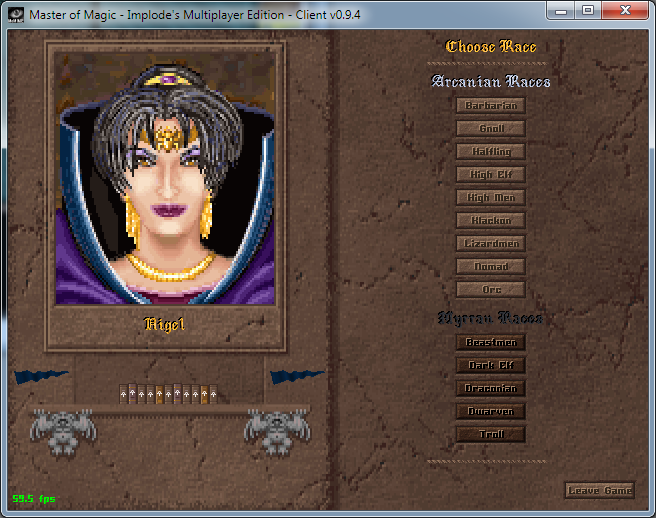 Master of Magic - Implode's Multiplayer Edition - Client v0.9.4
Choose Race
Arcanian Races
Barbarian
Gnoll
Halfling
High Elf
High Men
Klackon
Lizardmen
Nomad
Orc
Myrran Races
Beastmen
Dark Elf
Draconian
Dwarven
Troll
Leave Game
Nigel
59.5 fps